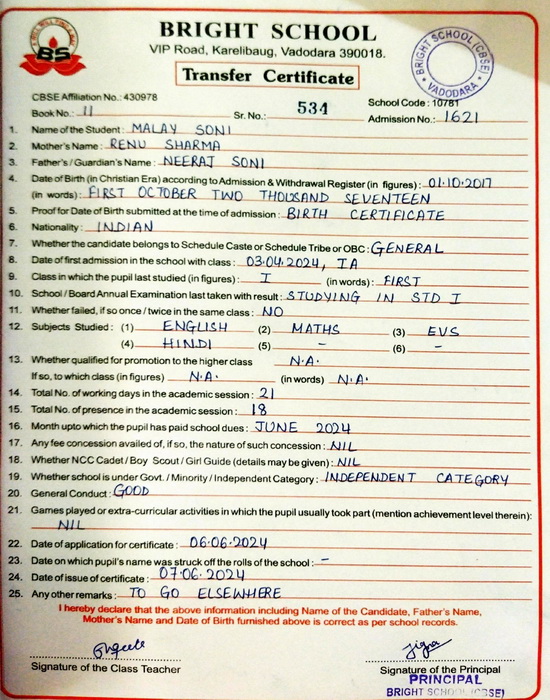 BRIGHT SCHOOL
VIP Road, Karelibaug, Vadodara 390018.
Transfer Certificate
BS
BRIGHT SCHOOL (CBSE)
VADODARA
CBSE Affiliation No.: 430978
School Code : 10781
Book No.: 11 Sr. No.: 534 Admission No.: 1621
1. Name of the Student : MALAY SONI
2. Mother's Name : RENU SHARMA
3. Father's / Guardian's Name : NEERAJ SONI
4. Date of Birth (in Christian Era) according to Admission & Withdrawal Register (in figures) : 01.10.2017
(in words) : FIRST OCTOBER TWO THOUSAND SEVENTEEN
5. Proof for Date of Birth submitted at the time of admission : BIRTH CERTIFICATE
6. Nationality : INDIAN
7. Whether the candidate belongs to Schedule Caste or Schedule Tribe or OBC : GENERAL
8. Date of first admission in the school with class : 03.04.2024, IA
9. Class in which the pupil last studied (in figures) : I (in words) : FIRST
10. School / Board Annual Examination last taken with result : STUDYING IN STD I
11. Whether failed, if so once / twice in the same class : NO
12. Subjects Studied : (1) ENGLISH (2) MATHS (3) EVS
(4) HINDI (5) - (6) -
13. Whether qualified for promotion to the higher class N.A.
If so, to which class (in figures) N.A. (in words) N.A.
14. Total No. of working days in the academic session : 21
15. Total No. of presence in the academic session : 18
16. Month upto which the pupil has paid school dues : JUNE 2024
17. Any fee concession availed of, if so, the nature of such concession : NIL
18. Whether NCC Cadet / Boy Scout / Girl Guide (details may be given) : NIL
19. Whether school is under Govt. / Minority / Independent Category : INDEPENDENT CATEGORY
20. General Conduct : GOOD
21. Games played or extra-curricular activities in which the pupil usually took part (mention achievement level therein) :
NIL
22. Date of application for certificate : 06.06.2024
23. Date on which pupil's name was struck off the rolls of the school : -
24. Date of issue of certificate : 07.06.2024
25. Any other remarks : TO GO ELSEWHERE
I hereby declare that the above information including Name of the Candidate, Father's Name,
Mother's Name and Date of Birth furnished above is correct as per school records.
Signature of the Class Teacher
Signature of the Principal
PRINCIPAL
BRIGHT SCHOOL (CBSE)